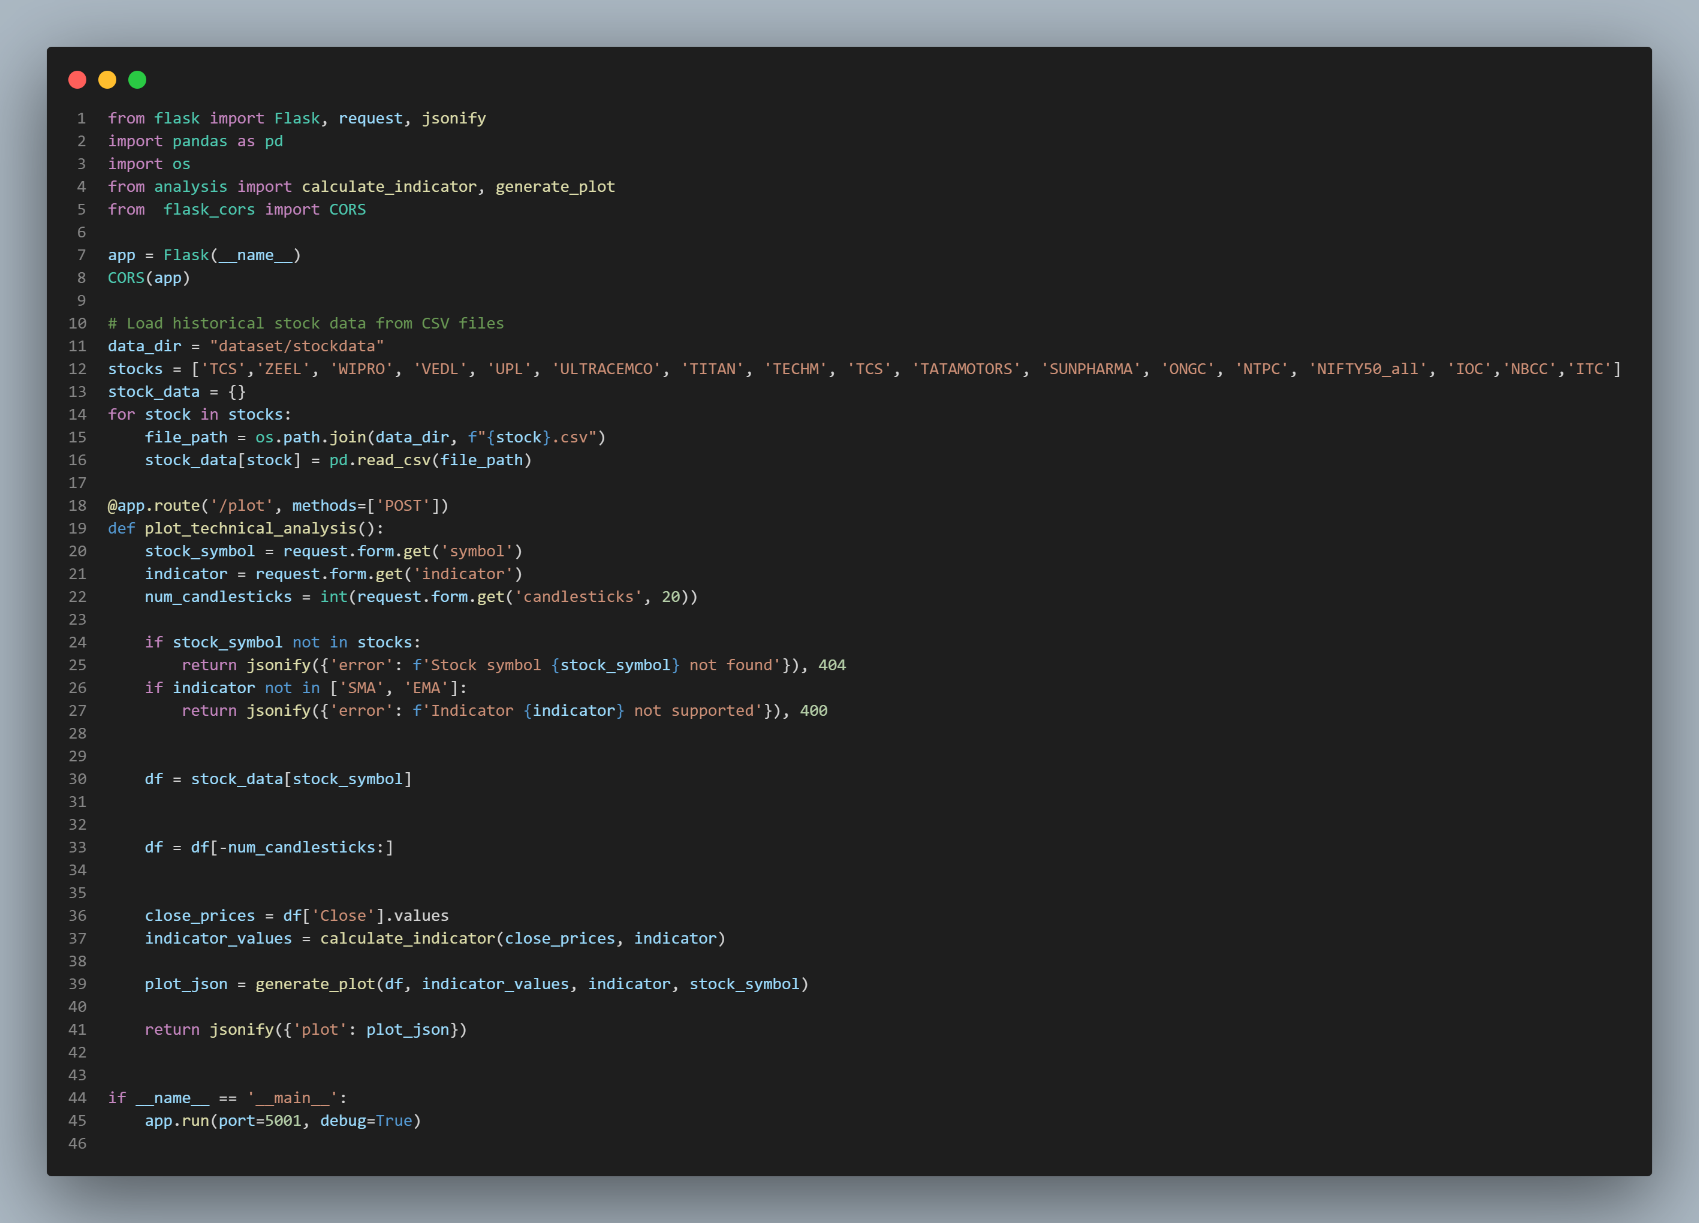 1 from flask import Flask, request, jsonify
2 import pandas as pd
3 import os
4 from analysis import calculate_indicator, generate_plot
5 from  flask_cors import CORS
6
7 app = Flask(__name__)
8 CORS(app)
9
10 # Load historical stock data from CSV files
11 data_dir = "dataset/stockdata"
12 stocks = ['TCS','ZEEL', 'WIPRO', 'VEDL', 'UPL', 'ULTRACEMCO', 'TITAN', 'TECHM', 'TCS', 'TATAMOTORS', 'SUNPHARMA', 'ONGC', 'NTPC', 'NIFTY50_all', 'IOC','NBCC','ITC']
13 stock_data = {}
14 for stock in stocks:
15     file_path = os.path.join(data_dir, f"{stock}.csv")
16     stock_data[stock] = pd.read_csv(file_path)
17
18 @app.route('/plot', methods=['POST'])
19 def plot_technical_analysis():
20     stock_symbol = request.form.get('symbol')
21     indicator = request.form.get('indicator')
22     num_candlesticks = int(request.form.get('candlesticks', 20))
23
24     if stock_symbol not in stocks:
25         return jsonify({'error': f'Stock symbol {stock_symbol} not found'}), 404
26     if indicator not in ['SMA', 'EMA']:
27         return jsonify({'error': f'Indicator {indicator} not supported'}), 400
28
29
30     df = stock_data[stock_symbol]
31
32
33     df = df[-num_candlesticks:]
34
35
36     close_prices = df['Close'].values
37     indicator_values = calculate_indicator(close_prices, indicator)
38
39     plot_json = generate_plot(df, indicator_values, indicator, stock_symbol)
40
41     return jsonify({'plot': plot_json})
42
43
44 if __name__ == '__main__':
45     app.run(port=5001, debug=True)
46